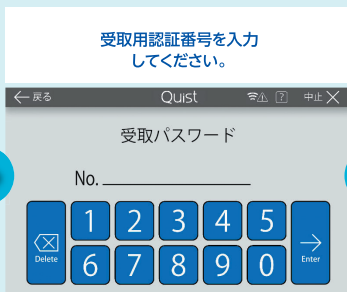 受取用認証番号を入力
してください。
← 戻る Quist ? 中止 ×
受取パスワード
No.
1 2 3 4 5
Delete Enter
6 7 8 9 0